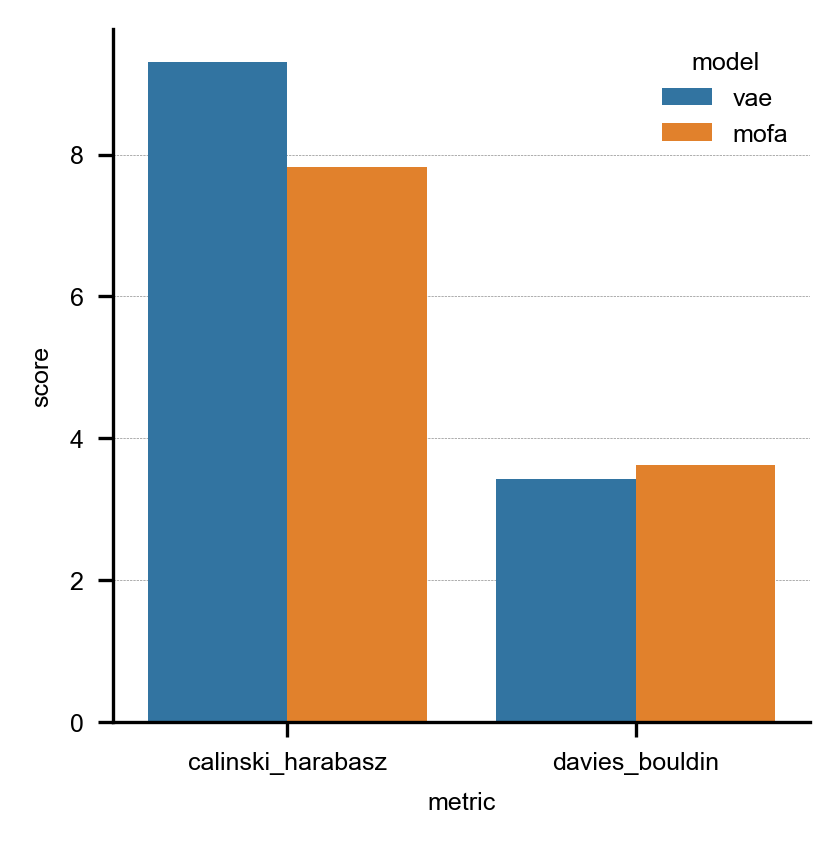 model
vae
mofa
8
6
4
2
0
score
calinski_harabasz
davies_bouldin
metric